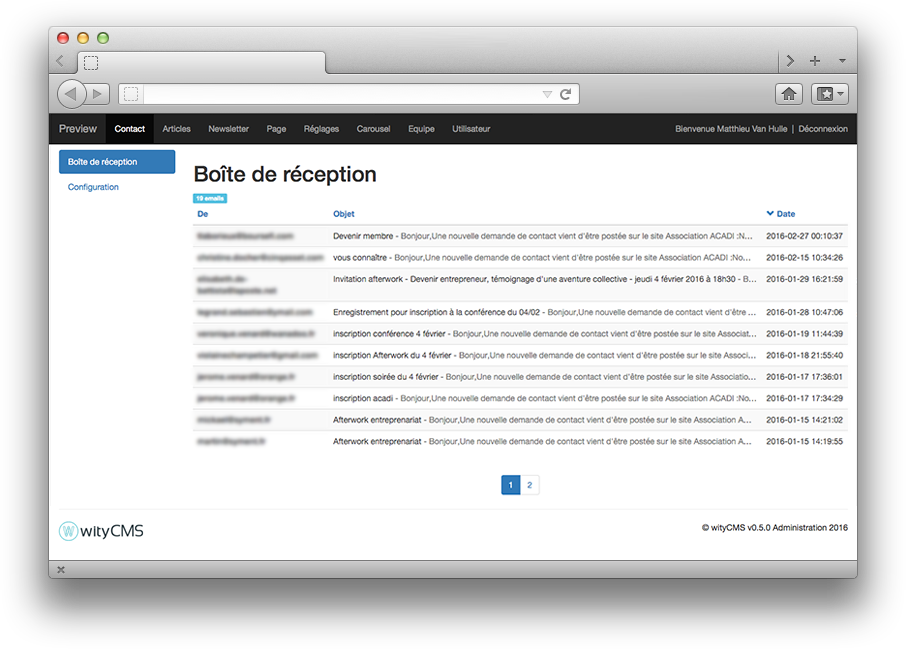 Preview Contact Articles Newsletter Page Réglages Carousel Equipe Utilisateur Bienvenue Matthieu Van Hulle | Déconnexion
Boîte de réception
Configuration
Boîte de réception
19 emails
De Objet Date
Devenir membre - Bonjour,Une nouvelle demande de contact vient d'être postée sur le site Association ACADI :N... 2016-02-27 00:10:37
vous connaître - Bonjour,Une nouvelle demande de contact vient d'être postée sur le site Association ACADI :No... 2016-02-15 10:34:26
Invitation afterwork - Devenir entrepreneur, témoignage d'une aventure collective - jeudi 4 février 2016 à 18h30 - B... 2016-01-29 16:21:59
Enregistrement pour inscription à la conférence du 04/02 - Bonjour,Une nouvelle demande de contact vient d'être ... 2016-01-28 10:47:06
inscription conférence 4 février - Bonjour,Une nouvelle demande de contact vient d'être postée sur le site Associat... 2016-01-19 11:44:39
inscription Afterwork du 4 février - Bonjour,Une nouvelle demande de contact vient d'être postée sur le site Associ... 2016-01-18 21:55:40
inscription soirée du 4 février - Bonjour,Une nouvelle demande de contact vient d'être postée sur le site Associatio... 2016-01-17 17:36:01
inscription acadi - Bonjour,Une nouvelle demande de contact vient d'être postée sur le site Association ACADI :No... 2016-01-17 17:34:29
Afterwork entreprenariat - Bonjour,Une nouvelle demande de contact vient d'être postée sur le site Association A... 2016-01-15 14:21:02
Afterwork entreprenariat - Bonjour,Une nouvelle demande de contact vient d'être postée sur le site Association A... 2016-01-15 14:19:55
1 2
W wityCMS
© wityCMS v0.5.0 Administration 2016